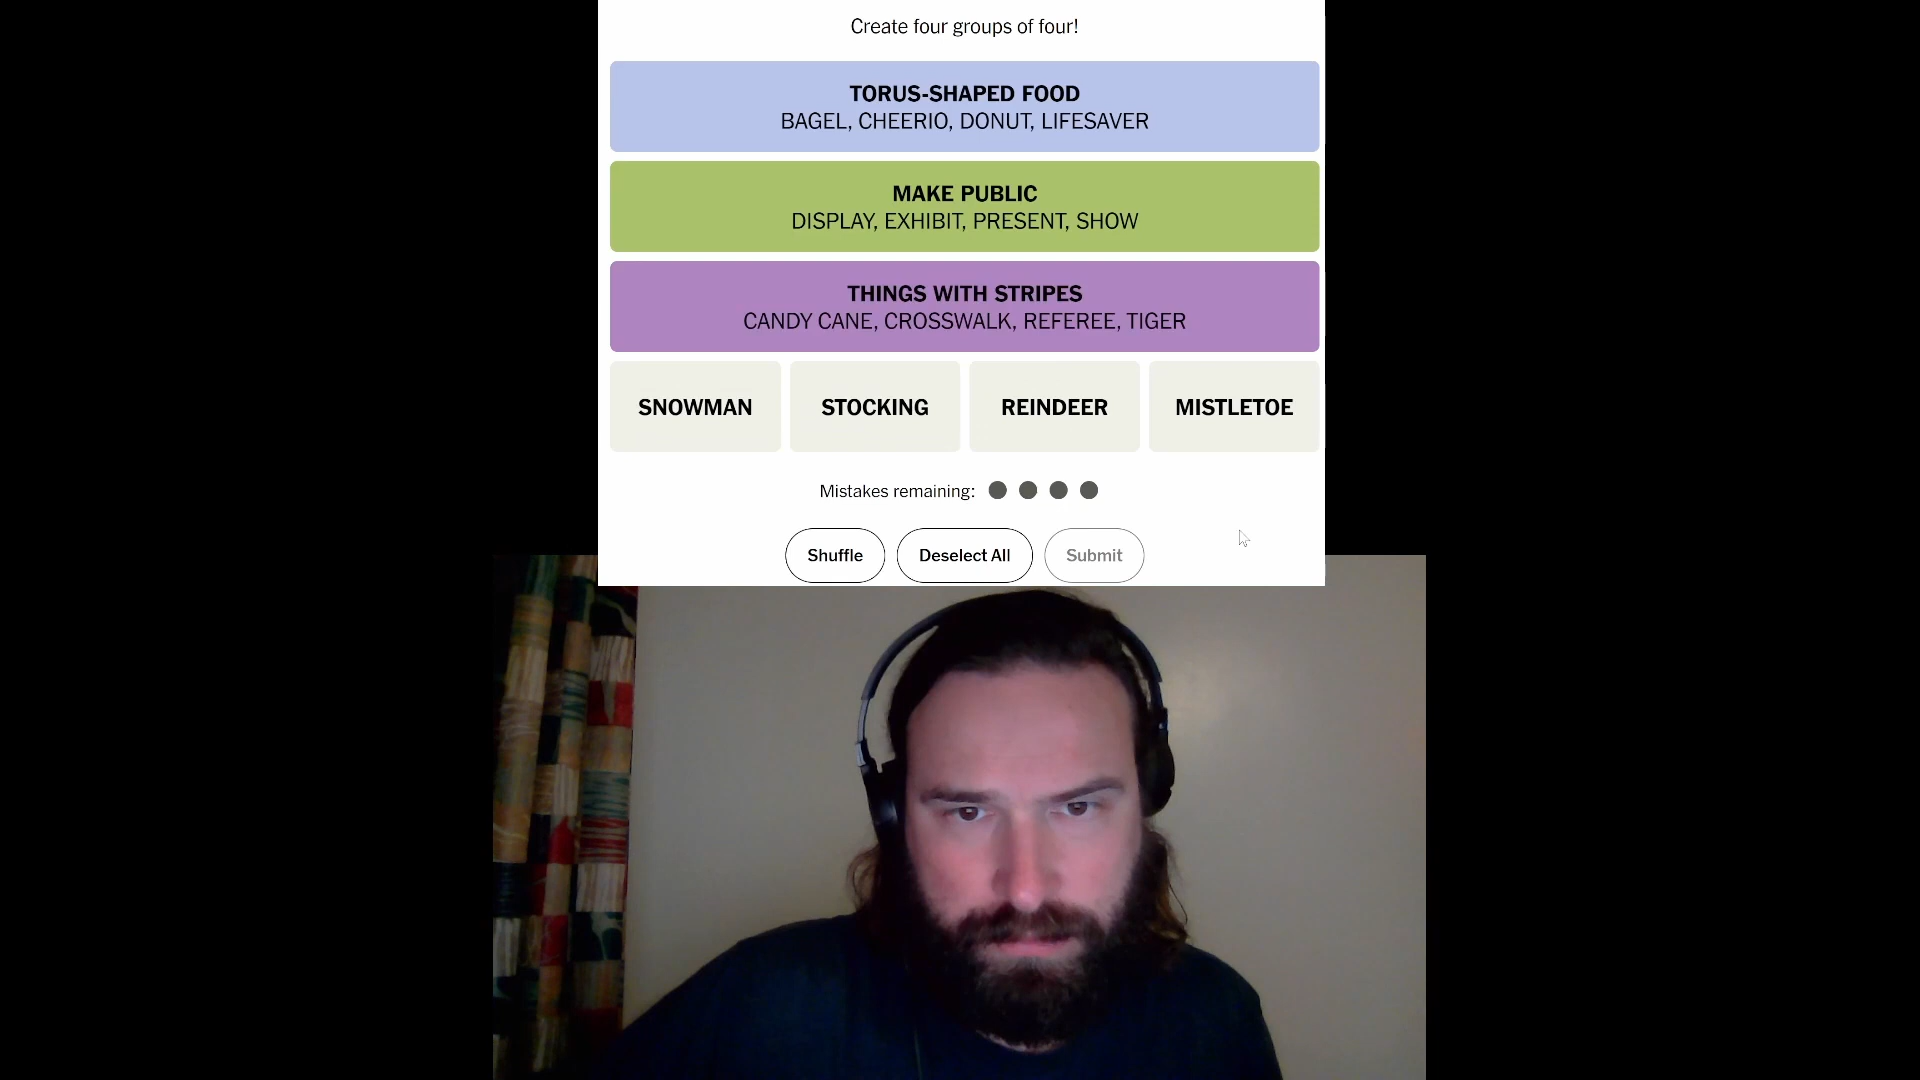 Create four groups of four!
TORUS-SHAPED FOOD
BAGEL, CHEERIO, DONUT, LIFESAVER
MAKE PUBLIC
DISPLAY, EXHIBIT, PRESENT, SHOW
THINGS WITH STRIPES
CANDY CANE, CROSSWALK, REFEREE, TIGER
SNOWMAN STOCKING REINDEER MISTLETOE
Mistakes remaining:
Shuffle Deselect All Submit